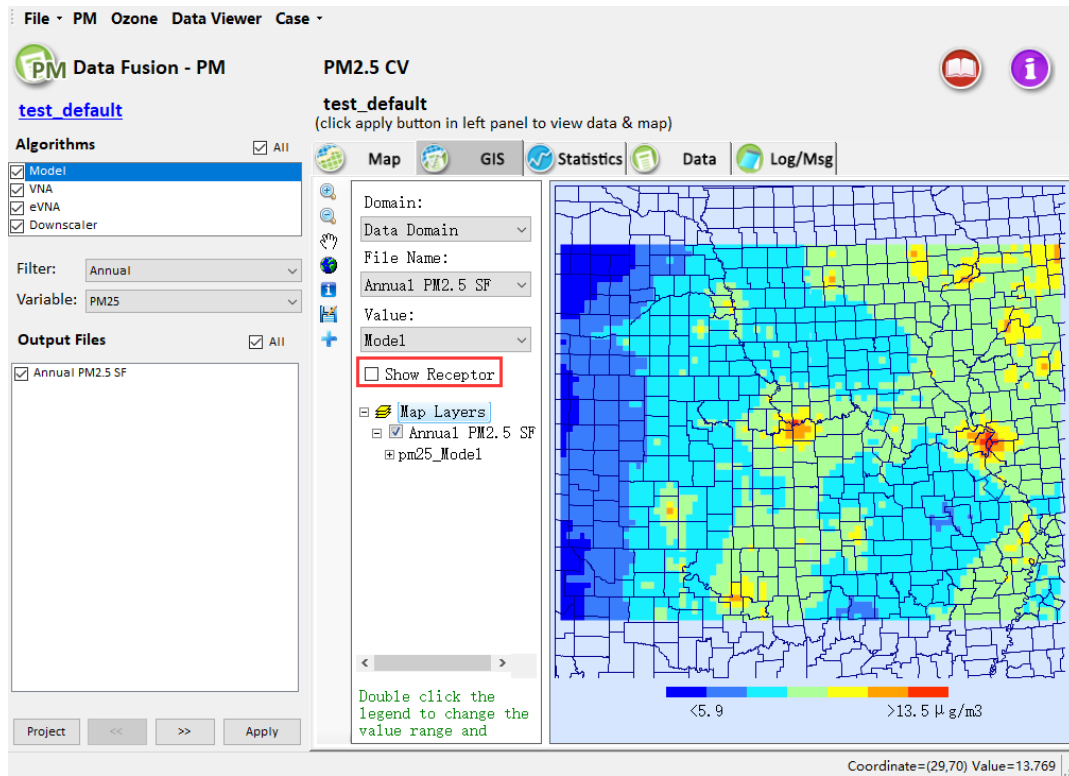 File PM Ozone Data Viewer Case
PM Data Fusion - PM
PM2.5 CV
i
test_default
test_default
(click apply button in left panel to view data & map)
Algorithms
All
Model
VNA
eVNA
Downscaler
Filter: Annual
Variable: PM25
Output Files
All
Annual PM2.5 SF
Project << >> Apply
Map GIS Statistics Data Log/Msg
Domain:
Data Domain
File Name:
Annual PM2.5 SF
Value:
Model
Show Receptor
Map Layers
Annual PM2.5 SF
pm25_Model
Double click the
legend to change the
value range and
<5.9 >13.5 μg/m3
Coordinate=(29,70) Value=13.769